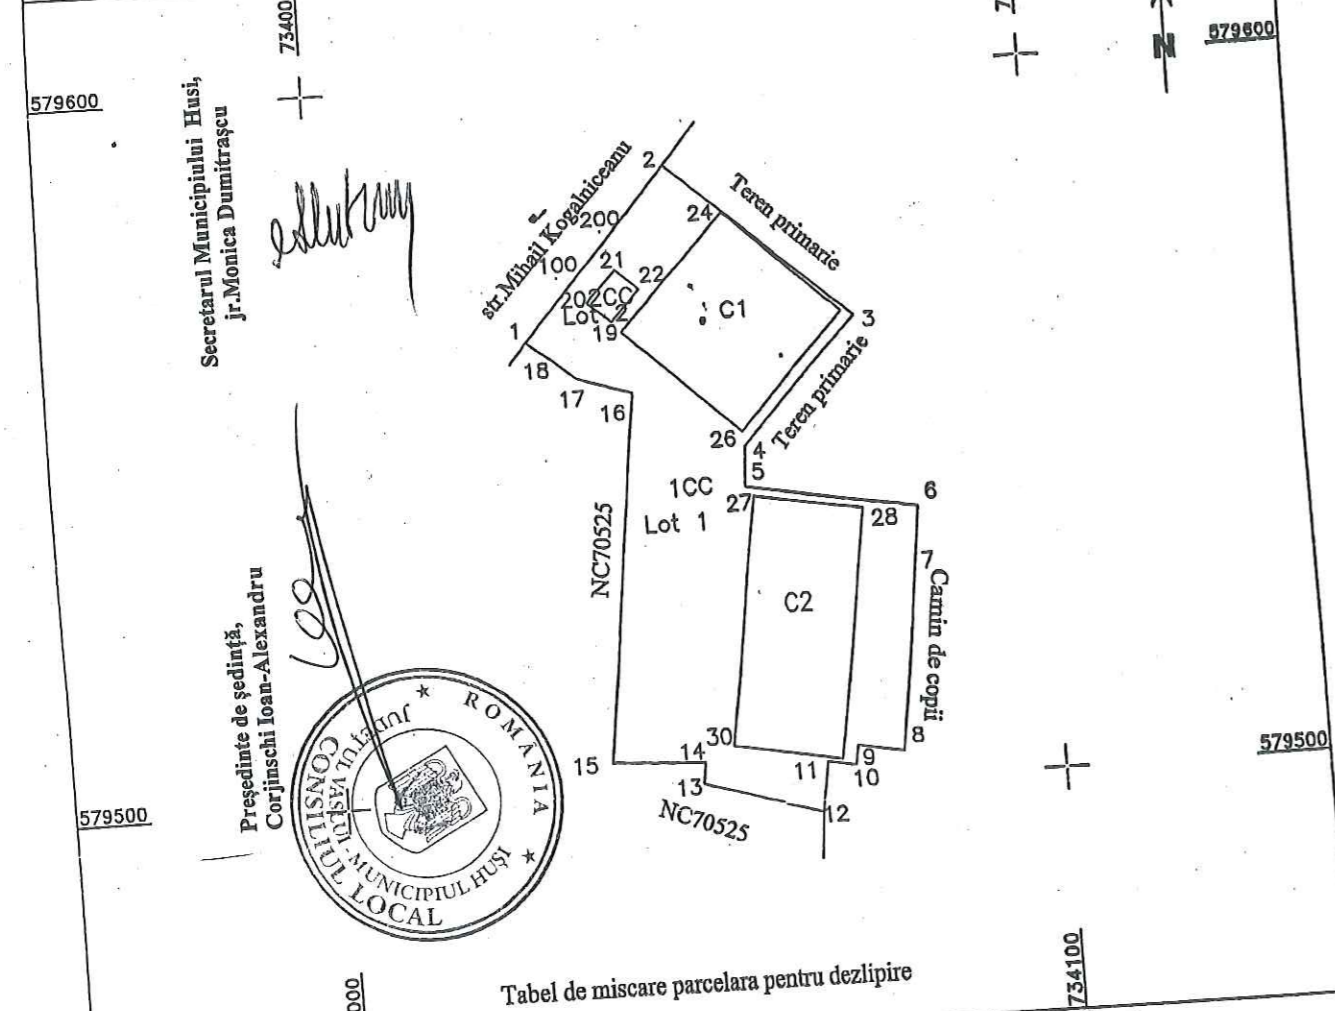 73400
579600
579600
N
Secretarul Municipiului Husi,
jr.Monica Dumitrașcu
str.Mihail Kogalniceanu
Teren primarie
Teren primarie
2
24
200
100
21
22
202CC
Lot 2
19
C1
3
1
18
17
16
26
4
5
1CC
27
Lot 1
28
6
7
NC70525
C2
Camin de copii
30
8
14
11
9
10
15
13
12
NC70525
579500
579500
Președinte de ședință,
Corjinschi Ioan-Alexandru
ROMÂNIA
JUDEȚUL VASLUI - MUNICIPIUL HUȘI
CONSILIUL LOCAL
000
734100
Tabel de miscare parcelara pentru dezlipire